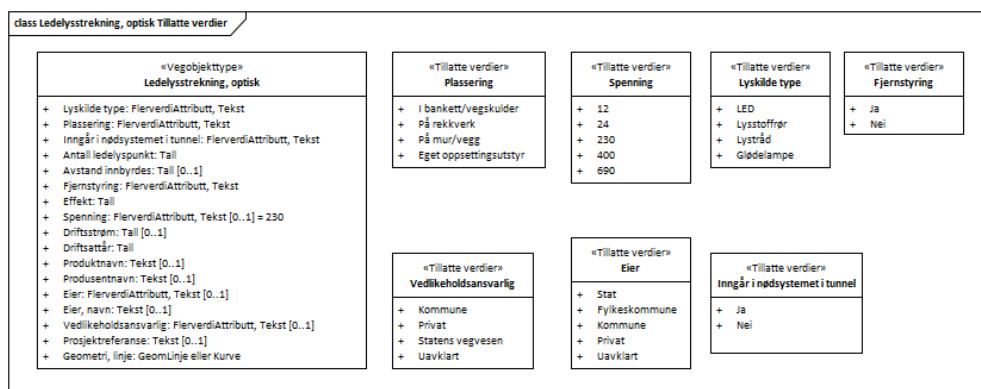 class Ledelysstrekning, optisk Tillatte verdier
«Vegobjekttype»
Ledelysstrekning, optisk
+ Lyskilde type: FlerverdiAttributt, Tekst
+ Plassering: FlerverdiAttributt, Tekst
+ Inngår i nødsystemet i tunnel: FlerverdiAttributt, Tekst
+ Antall ledelyspunkt: Tall
+ Avstand innbyrdes: Tall [0..1]
+ Fjernstyring: FlerverdiAttributt, Tekst
+ Effekt: Tall
+ Spenning: FlerverdiAttributt, Tekst [0..1] = 230
+ Driftsstrøm: Tall [0..1]
+ Driftsattår: Tall
+ Produktnavn: Tekst [0..1]
+ Produsentnavn: Tekst [0..1]
+ Eier: FlerverdiAttributt, Tekst [0..1]
+ Eier, navn: Tekst [0..1]
+ Vedlikeholdsansvarlig: FlerverdiAttributt, Tekst [0..1]
+ Prosjektreferanse: Tekst [0..1]
+ Geometri, linje: GeomLinje eller Kurve
«Tillatte verdier»
Plassering
+ I bankett/vegskulder
+ På rekkverk
+ På mur/vegg
+ Eget oppsettingsutstyr
«Tillatte verdier»
Spenning
+ 12
+ 24
+ 230
+ 400
+ 690
«Tillatte verdier»
Lyskilde type
+ LED
+ Lysstoffrør
+ Lystråd
+ Glødelampe
«Tillatte verdier»
Fjernstyring
+ Ja
+ Nei
«Tillatte verdier»
Vedlikeholdsansvarlig
+ Kommune
+ Privat
+ Statens vegvesen
+ Uavklart
«Tillatte verdier»
Eier
+ Stat
+ Fylkeskommune
+ Kommune
+ Privat
+ Uavklart
«Tillatte verdier»
Inngår i nødsystemet i tunnel
+ Ja
+ Nei